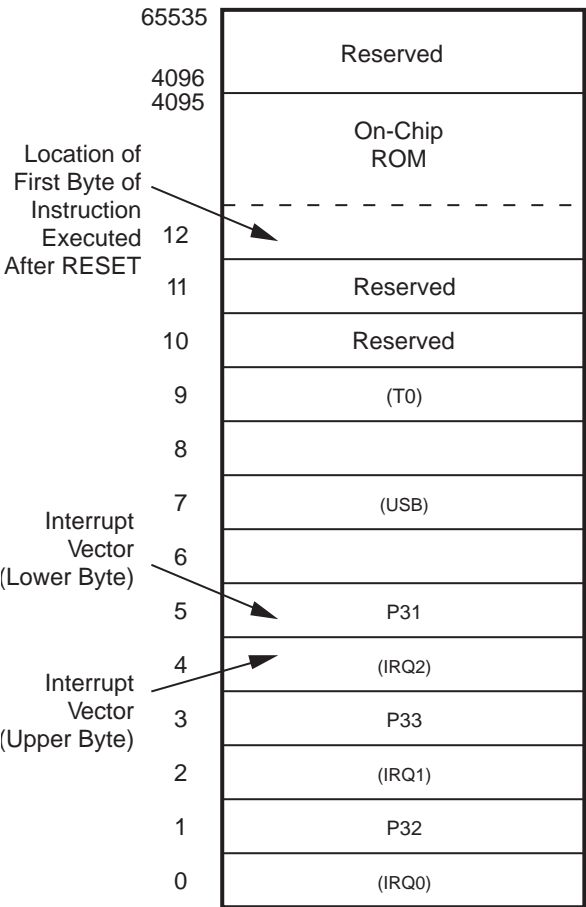 65535
Reserved
4096
4095
On-Chip
ROM
Location of
First Byte of
Instruction
Executed
After RESET
12
11 Reserved
10 Reserved
9 (T0)
8
7 (USB)
Interrupt
Vector
(Lower Byte)
6
5 P31
4 (IRQ2)
Interrupt
Vector
(Upper Byte)
3 P33
2 (IRQ1)
1 P32
0 (IRQ0)